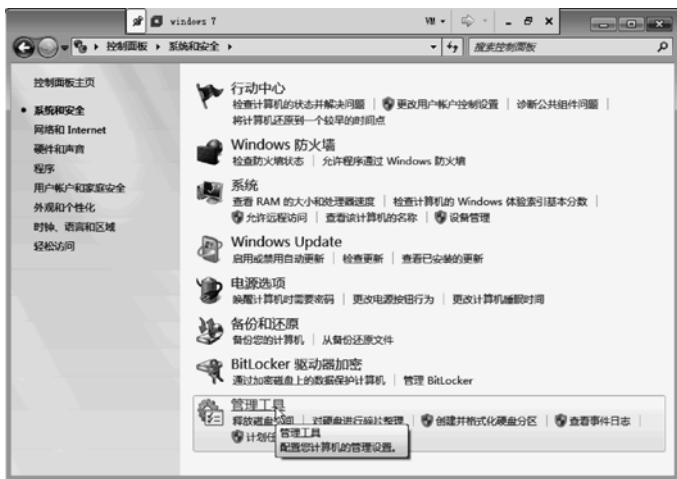 windows 7
VM
控制面板 ▸ 系统和安全 ▸
搜索控制面板
控制面板主页
系统和安全
网络和 Internet
硬件和声音
程序
用户帐户和家庭安全
外观和个性化
时钟、语言和区域
轻松访问
行动中心
检查计算机的状态并解决问题 | 更改用户帐户控制设置 | 诊断公共组件问题 |
将计算机还原到一个较早的时间点
Windows 防火墙
检查防火墙状态 | 允许程序通过 Windows 防火墙
系统
查看 RAM 的大小和处理器速度 | 检查计算机的 Windows 体验索引基本分数 |
允许远程访问 | 查看该计算机的名称 | 设备管理
Windows Update
启用或禁用自动更新 | 检查更新 | 查看已安装的更新
电源选项
唤醒计算机时需要密码 | 更改电源按钮行为 | 更改计算机睡眠时间
备份和还原
备份您的计算机 | 从备份还原文件
BitLocker 驱动器加密
通过加密磁盘上的数据保护计算机 | 管理 BitLocker
管理工具
释放磁盘空间 | 对硬盘进行碎片整理 | 创建并格式化硬盘分区 | 查看事件日志 |
计划任
管理工具
配置您计算机的管理设置。